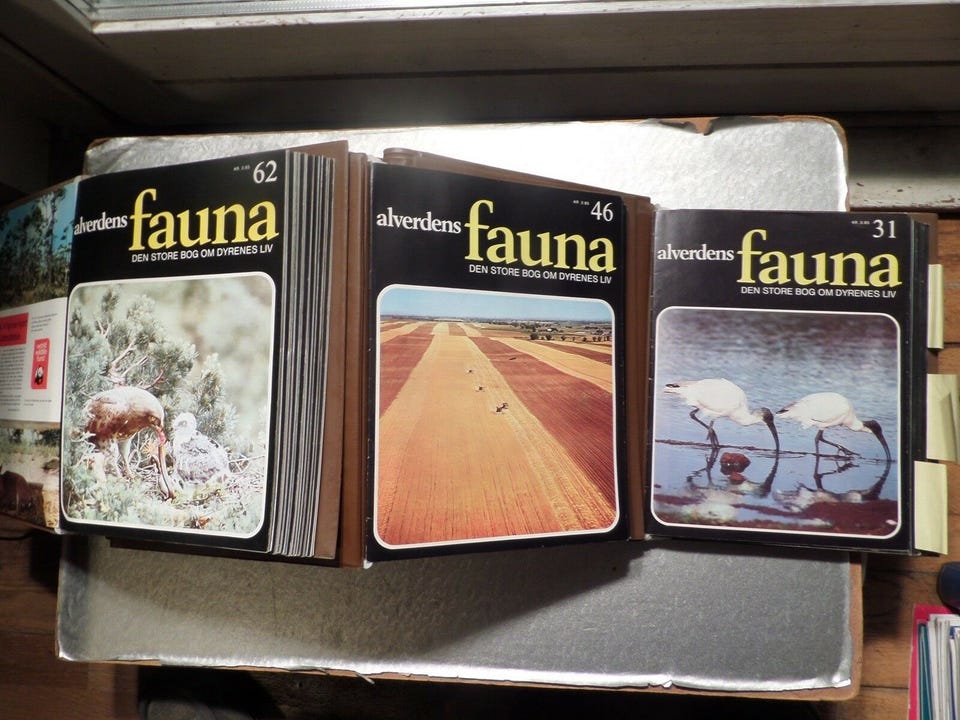 62
alverdens fauna
DEN STORE BOG OM DYRENES LIV
46
alverdens fauna
DEN STORE BOG OM DYRENES LIV
31
alverdens fauna
DEN STORE BOG OM DYRENES LIV